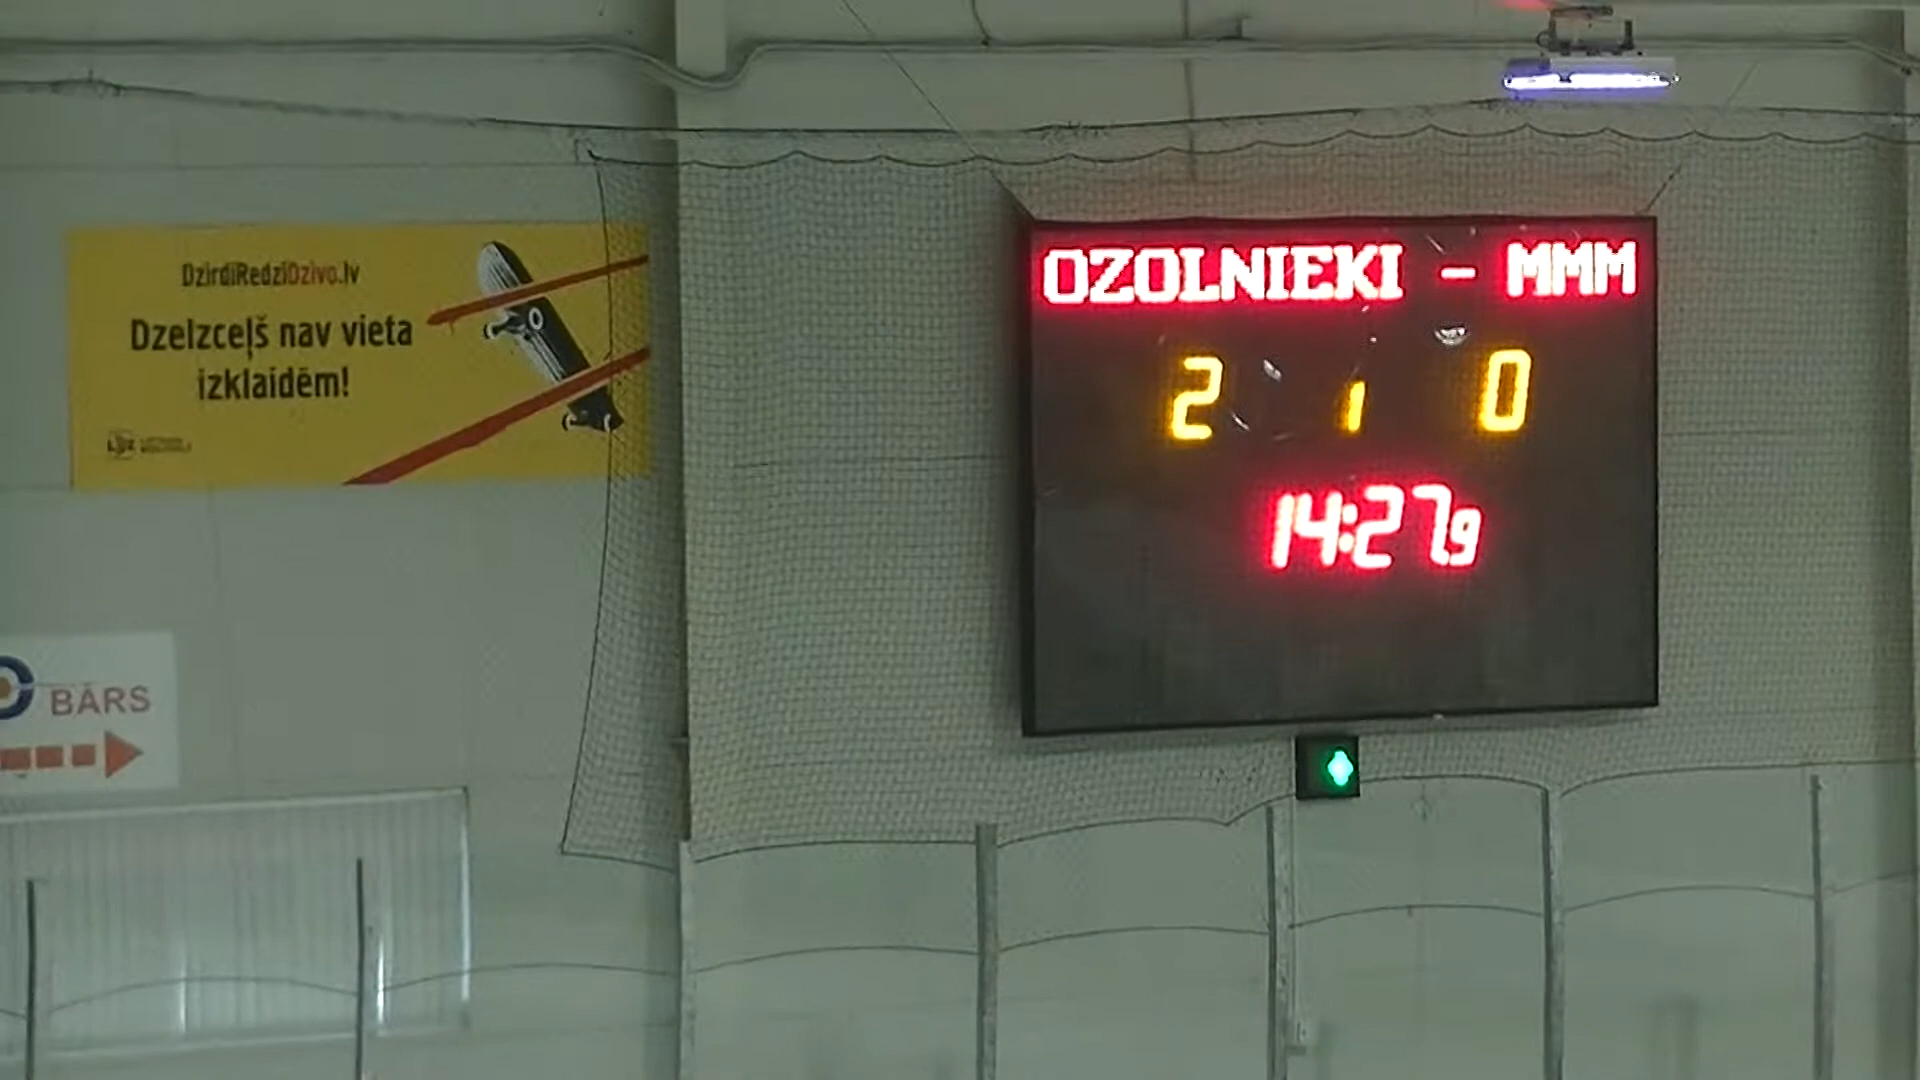 DzirdiRedziDzivo.lv
Dzelzceļš nav vieta
izklaidēm!
OZOLNIEKI - MMM
2 1 0
14:27.9
BĀRS